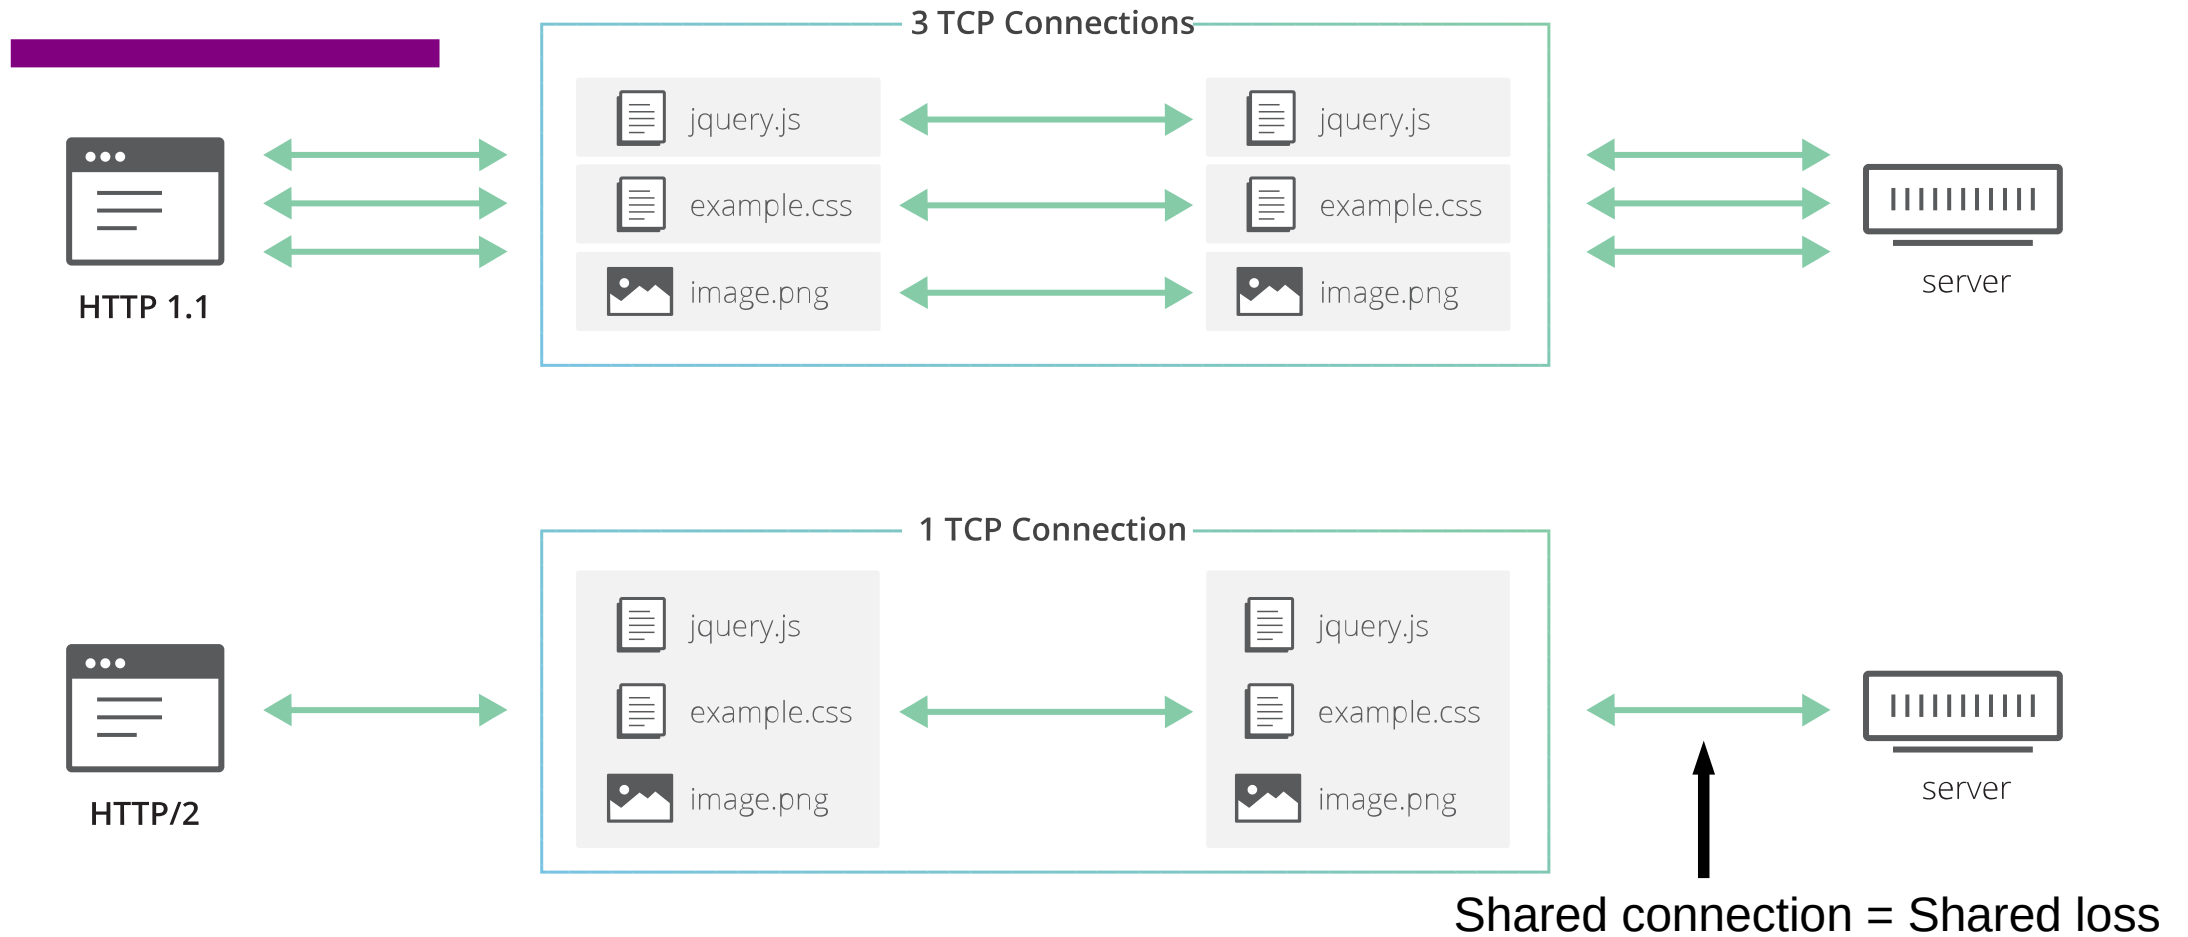 3 TCP Connections
jquery.js
jquery.js
example.css
example.css
image.png
image.png
HTTP 1.1
server
1 TCP Connection
jquery.js
jquery.js
example.css
example.css
image.png
image.png
HTTP/2
server
Shared connection = Shared loss